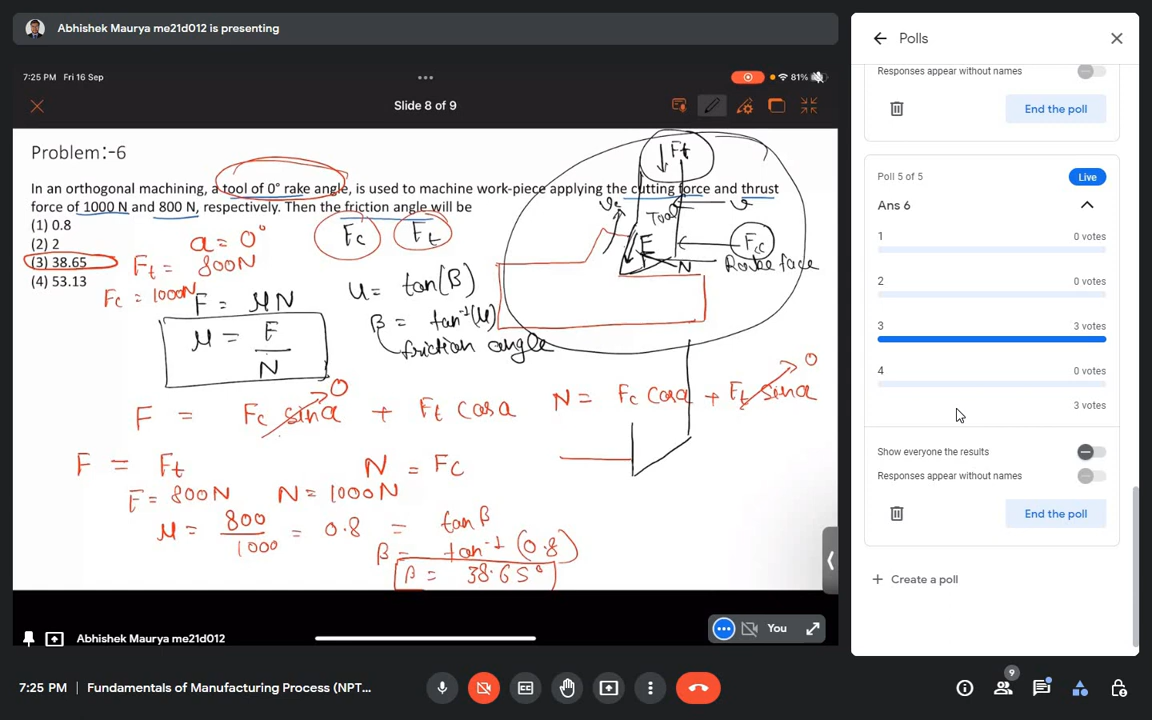 Abhishek Maurya me21d012 is presenting
7:25 PM Fri 16 Sep
81%
Slide 8 of 9
Problem:-6
In an orthogonal machining, a tool of 0° rake angle, is used to machine work-piece applying the cutting force and thrust
force of 1000 N and 800 N, respectively. Then the friction angle will be
(1) 0.8
(2) 2
(3) 38.65
(4) 53.13
Fc Ft
a = 0°
Ft = 800N
Fc = 1000N
F = μN
μ = F/N
μ = tan(β)
β = tan⁻¹(μ)
friction angle
↓Ft
Tool
Fc
F
N
Rake face
F = Fc sina → 0 + Ft cosa
N = Fc cosa + Ft sina → 0
F = Ft N = Fc
F = 800N N = 1000N
μ = 800/1000 = 0.8 = tanβ
β = tan⁻¹(0.8)
β = 38.65°
Abhishek Maurya me21d012
You
7:25 PM
Fundamentals of Manufacturing Process (NPT...
9
Polls
Responses appear without names
End the poll
Poll 5 of 5
Live
Ans 6
1 0 votes
2 0 votes
3 3 votes
4 0 votes
3 votes
Show everyone the results
Responses appear without names
End the poll
+ Create a poll